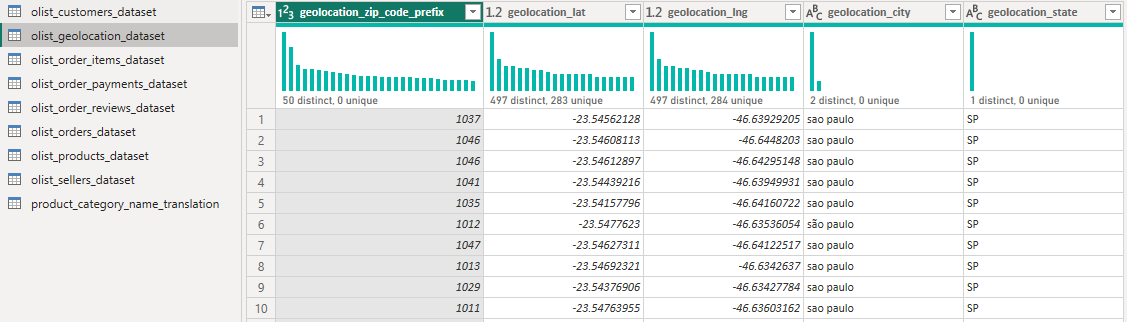 olist_customers_dataset
olist_geolocation_dataset
olist_order_items_dataset
olist_order_payments_dataset
olist_order_reviews_dataset
olist_orders_dataset
olist_products_dataset
olist_sellers_dataset
product_category_name_translation
1²3 geolocation_zip_code_prefix 1.2 geolocation_lat 1.2 geolocation_lng ABC geolocation_city ABC geolocation_state
50 distinct, 0 unique 497 distinct, 283 unique 497 distinct, 284 unique 2 distinct, 0 unique 1 distinct, 0 unique
1 1037 -23.54562128 -46.63929205 sao paulo SP
2 1046 -23.54608113 -46.6448203 sao paulo SP
3 1046 -23.54612897 -46.64295148 sao paulo SP
4 1041 -23.54439216 -46.63949931 sao paulo SP
5 1035 -23.54157796 -46.64160722 sao paulo SP
6 1012 -23.5477623 -46.63536054 são paulo SP
7 1047 -23.54627311 -46.64122517 sao paulo SP
8 1013 -23.54692321 -46.6342637 sao paulo SP
9 1029 -23.54376906 -46.63427784 sao paulo SP
10 1011 -23.54763955 -46.63603162 sao paulo SP